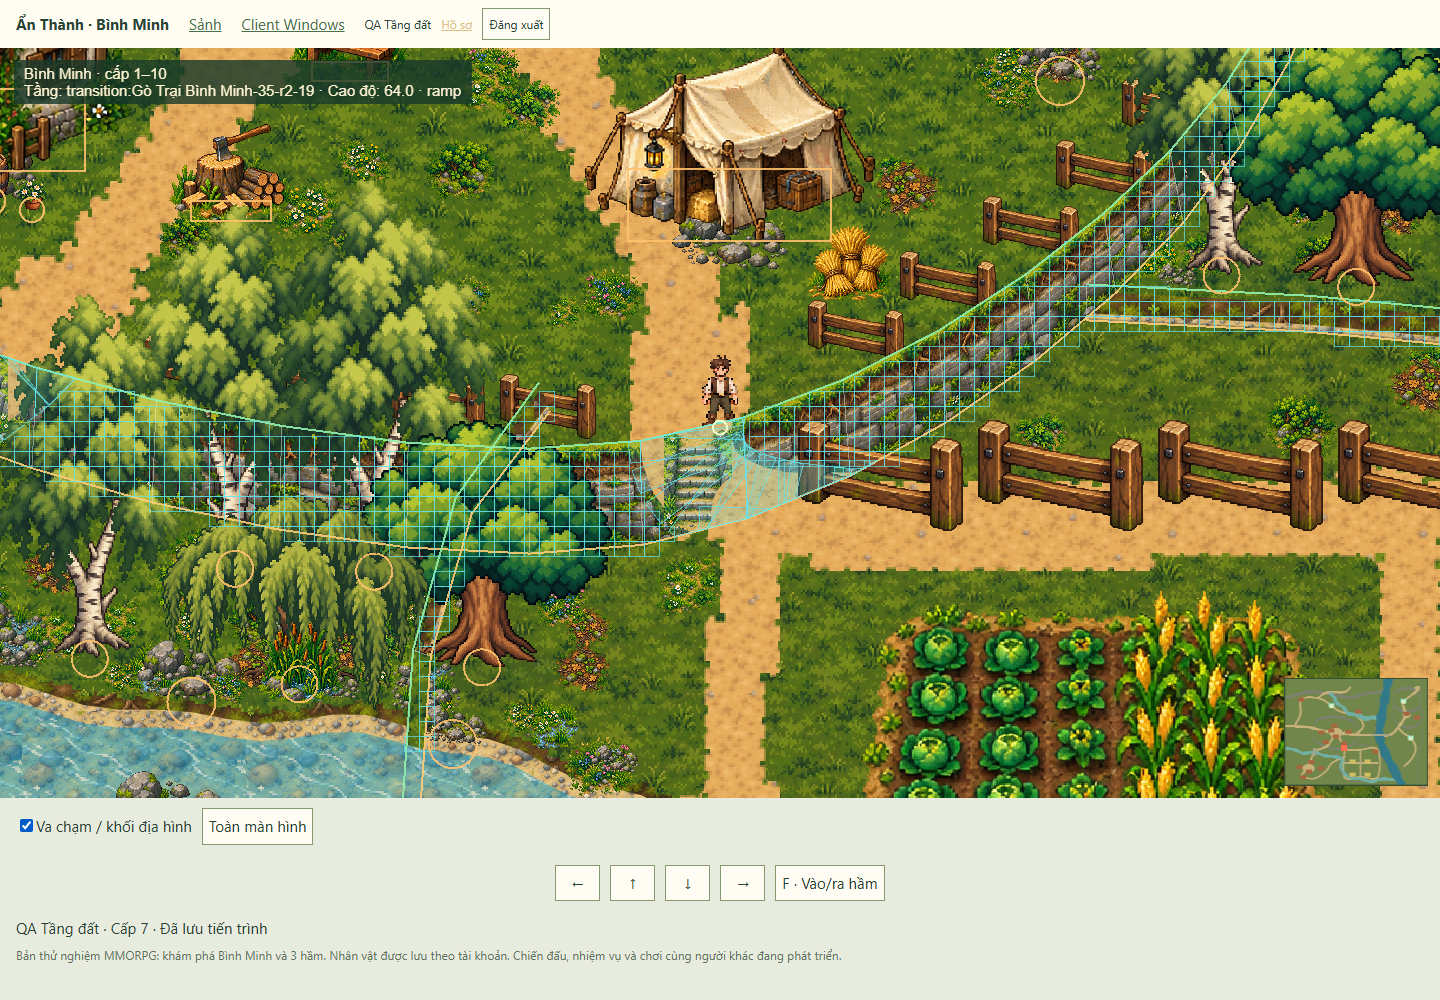 Ẩn Thành · Bình Minh Sảnh Client Windows QA Tầng đất Hồ sơ Đăng xuất
Bình Minh · cấp 1–10
Tầng: transition:Gò Trại Bình Minh-35-r2-19 · Cao độ: 64.0 · ramp
Va chạm / khối địa hình Toàn màn hình
← ↑ ↓ → F · Vào/ra hầm
QA Tầng đất · Cấp 7 · Đã lưu tiến trình
Bản thử nghiệm MMORPG: khám phá Bình Minh và 3 hầm. Nhân vật được lưu theo tài khoản. Chiến đấu, nhiệm vụ và chơi cùng người khác đang phát triển.